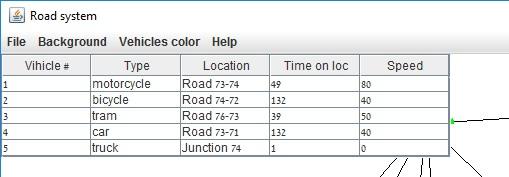 Road system
File Background Vehicles color Help
Vihicle # Type Location Time on loc Speed
1 motorcycle Road 73-74 49 80
2 bicycle Road 74-72 132 40
3 tram Road 76-73 39 50
4 car Road 73-71 132 40
5 truck Junction 74 1 0